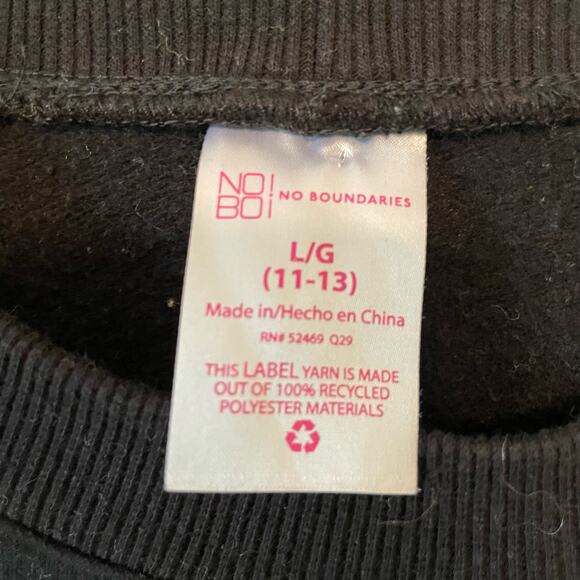 NO!
BO¡
NO BOUNDARIES
L/G
(11-13)
Made in/Hecho en China
RN# 52469 Q29
THIS LABEL YARN IS MADE
OUT OF 100% RECYCLED
POLYESTER MATERIALS